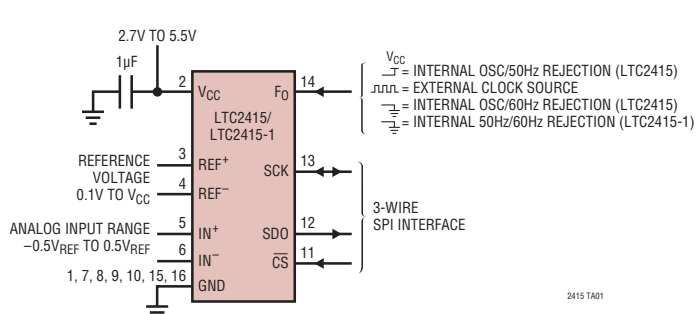 2.7V TO 5.5V
1µF
2
VCC
FO
14
LTC2415/
LTC2415-1
VCC
= INTERNAL OSC/50Hz REJECTION (LTC2415)
= EXTERNAL CLOCK SOURCE
= INTERNAL OSC/60Hz REJECTION (LTC2415)
= INTERNAL 50Hz/60Hz REJECTION (LTC2415-1)
REFERENCE
VOLTAGE
0.1V TO VCC
3
REF+
4
REF−
SCK
13
ANALOG INPUT RANGE
−0.5VREF TO 0.5VREF
5
IN+
6
IN−
SDO
12
CS
11
3-WIRE
SPI INTERFACE
1, 7, 8, 9, 10, 15, 16
GND
2415 TA01